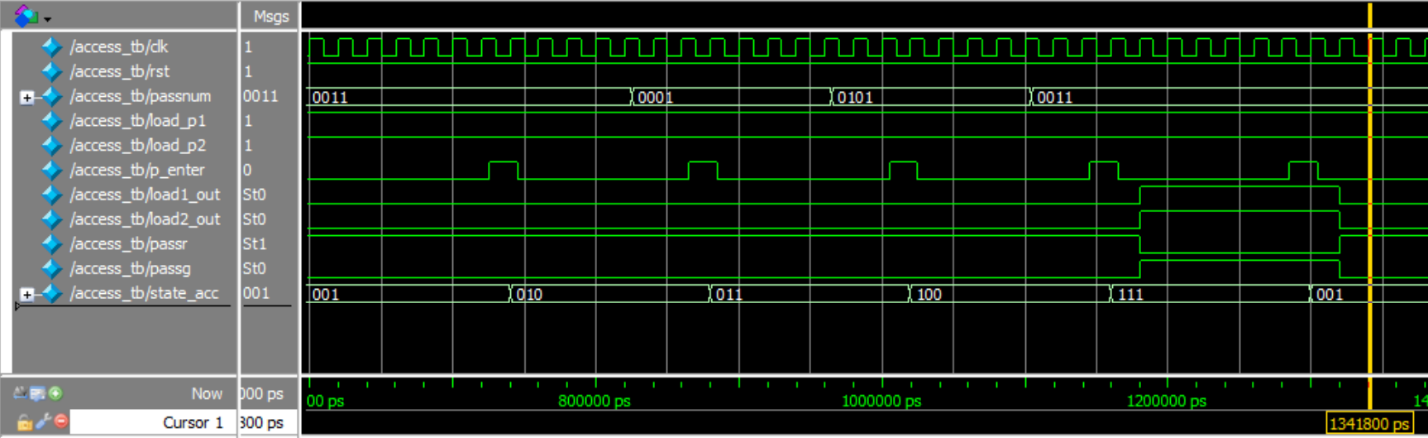 Msgs
/access_tb/clk 1
/access_tb/rst 1
/access_tb/passnum 0011 0011 0001 0101 0011
/access_tb/load_p1 1
/access_tb/load_p2 1
/access_tb/p_enter 0
/access_tb/load1_out St0
/access_tb/load2_out St0
/access_tb/passr St1
/access_tb/passg St0
/access_tb/state_acc 001 001 010 011 100 111 001
Now 000 ps 00 ps 800000 ps 1000000 ps 1200000 ps 14
Cursor 1 800 ps 1341800 ps